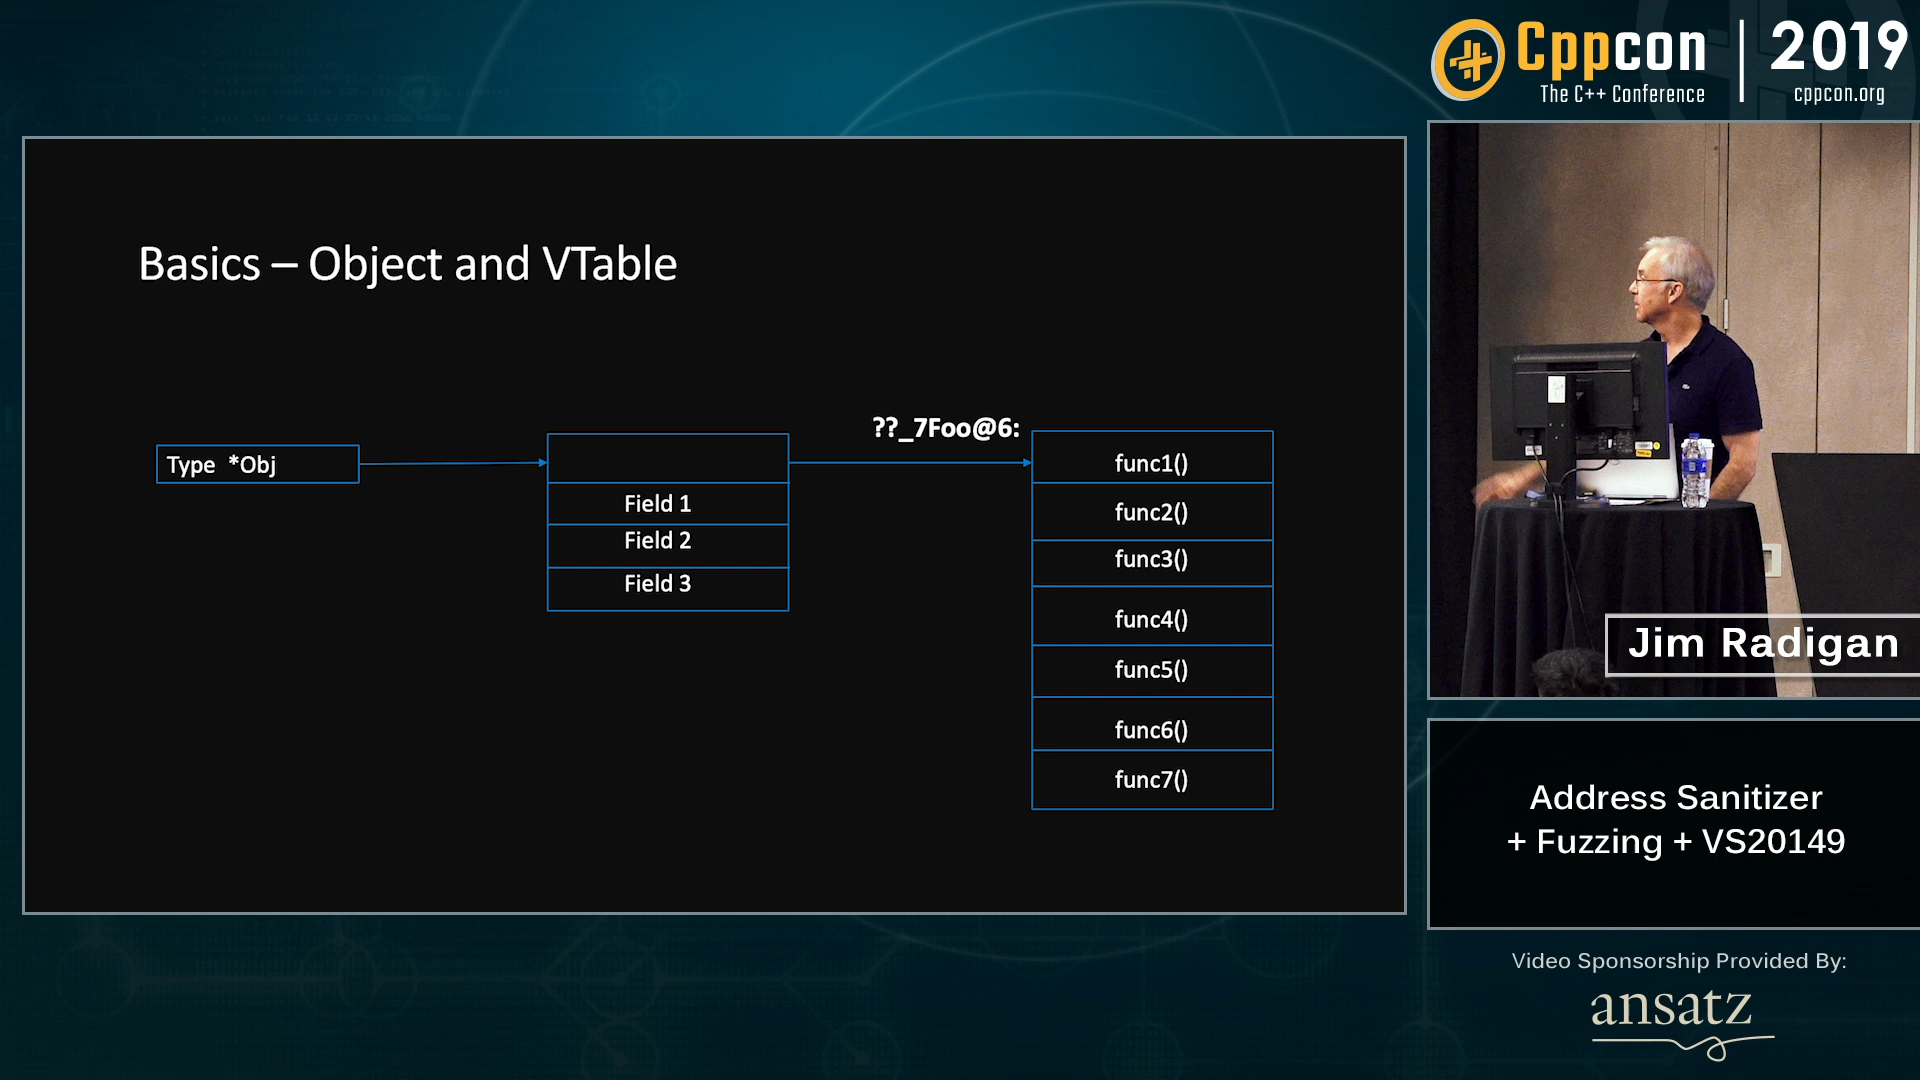 Cppcon
The C++ Conference
2019
cppcon.org
Basics – Object and VTable
Type *Obj
Field 1
Field 2
Field 3
??_7Foo@6:
func1()
func2()
func3()
func4()
func5()
func6()
func7()
Jim Radigan
Address Sanitizer
+ Fuzzing + VS20149
Video Sponsorship Provided By:
ansatz